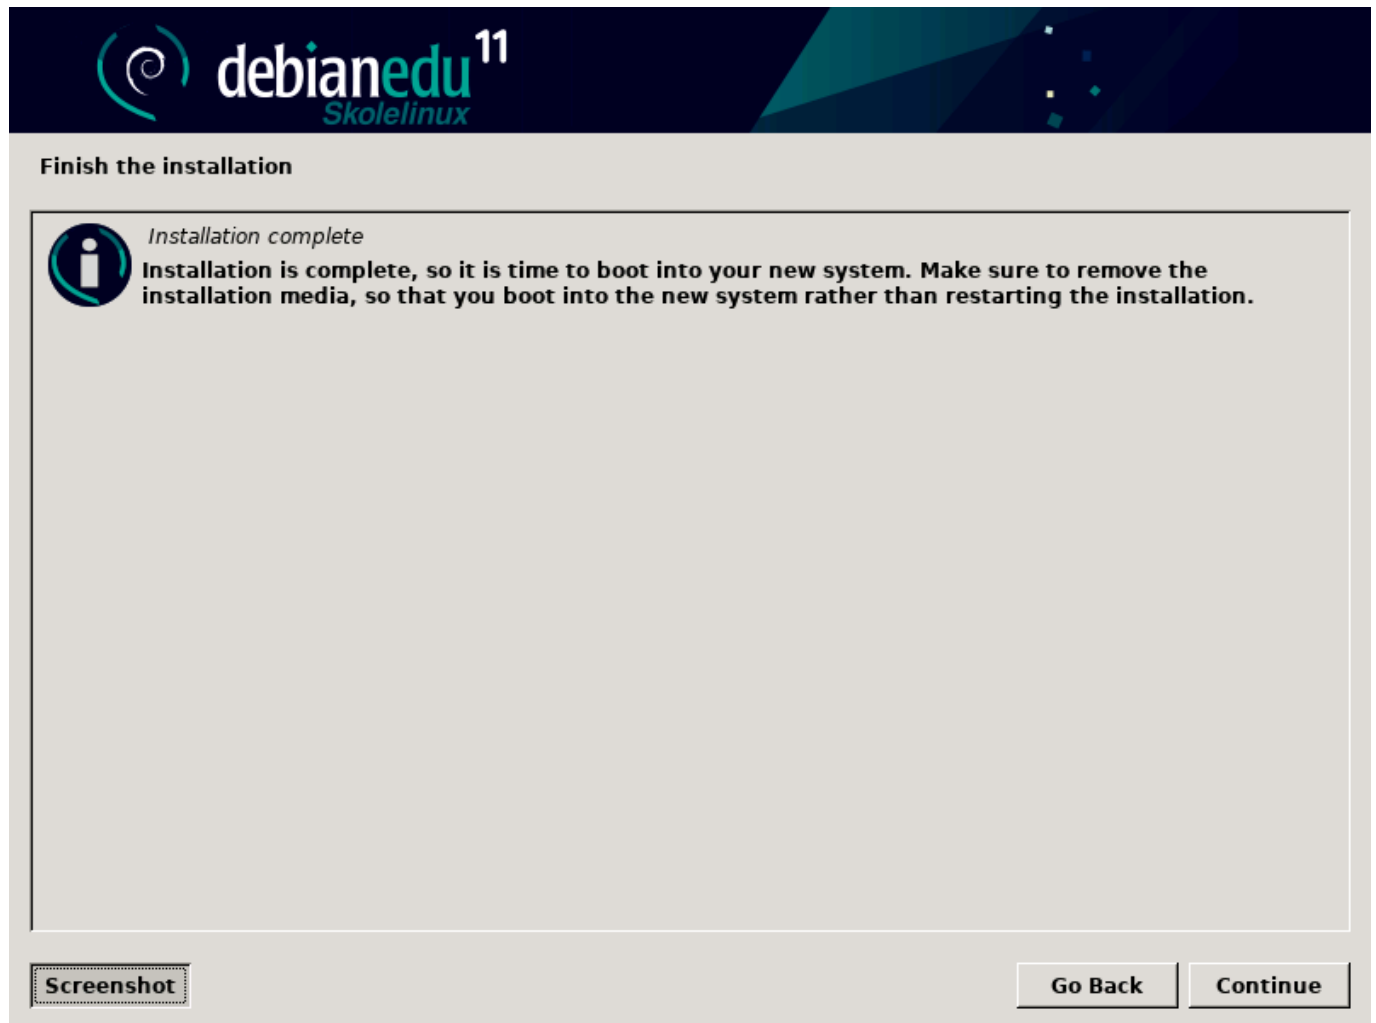 debianedu 11
Skolelinux
Finish the installation
Installation complete
Installation is complete, so it is time to boot into your new system. Make sure to remove the
installation media, so that you boot into the new system rather than restarting the installation.
Screenshot
Go Back
Continue